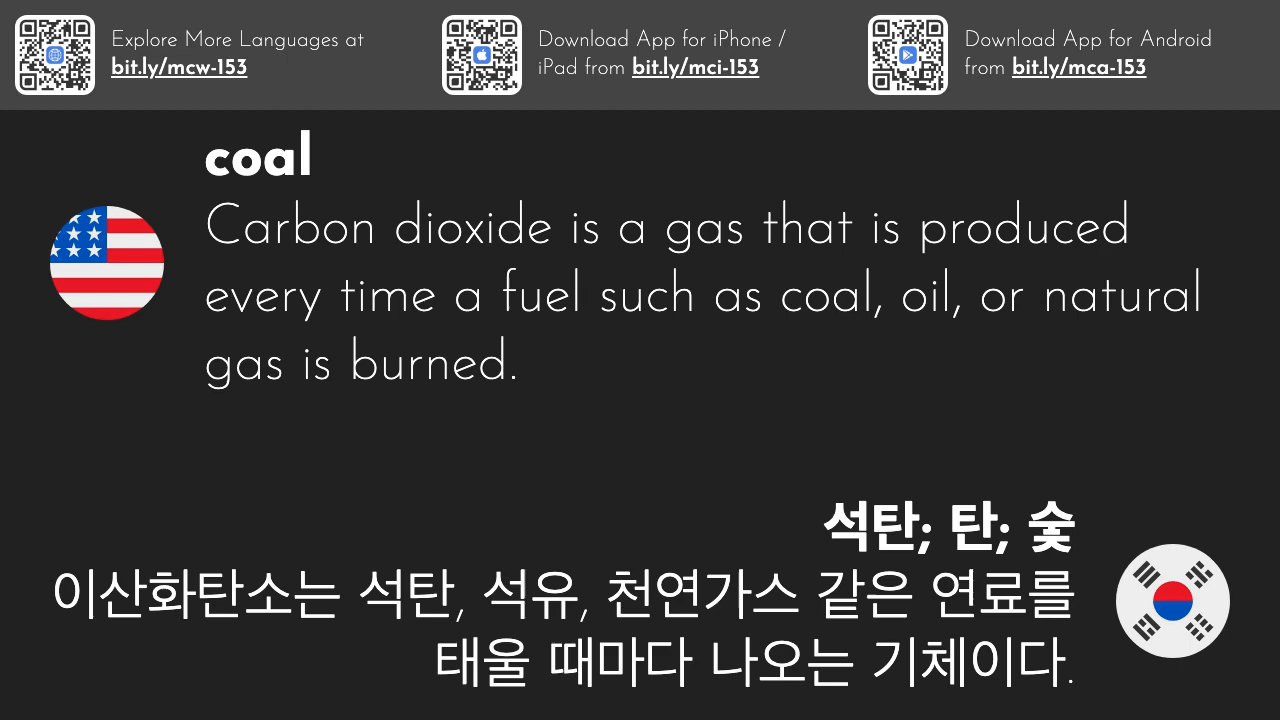 Explore More Languages at
bit.ly/mcw-153
Download App for iPhone /
iPad from bit.ly/mci-153
Download App for Android
from bit.ly/mca-153
coal
Carbon dioxide is a gas that is produced
every time a fuel such as coal, oil, or natural
gas is burned.
석탄; 탄; 숯
이산화탄소는 석탄, 석유, 천연가스 같은 연료를
태울 때마다 나오는 기체이다.